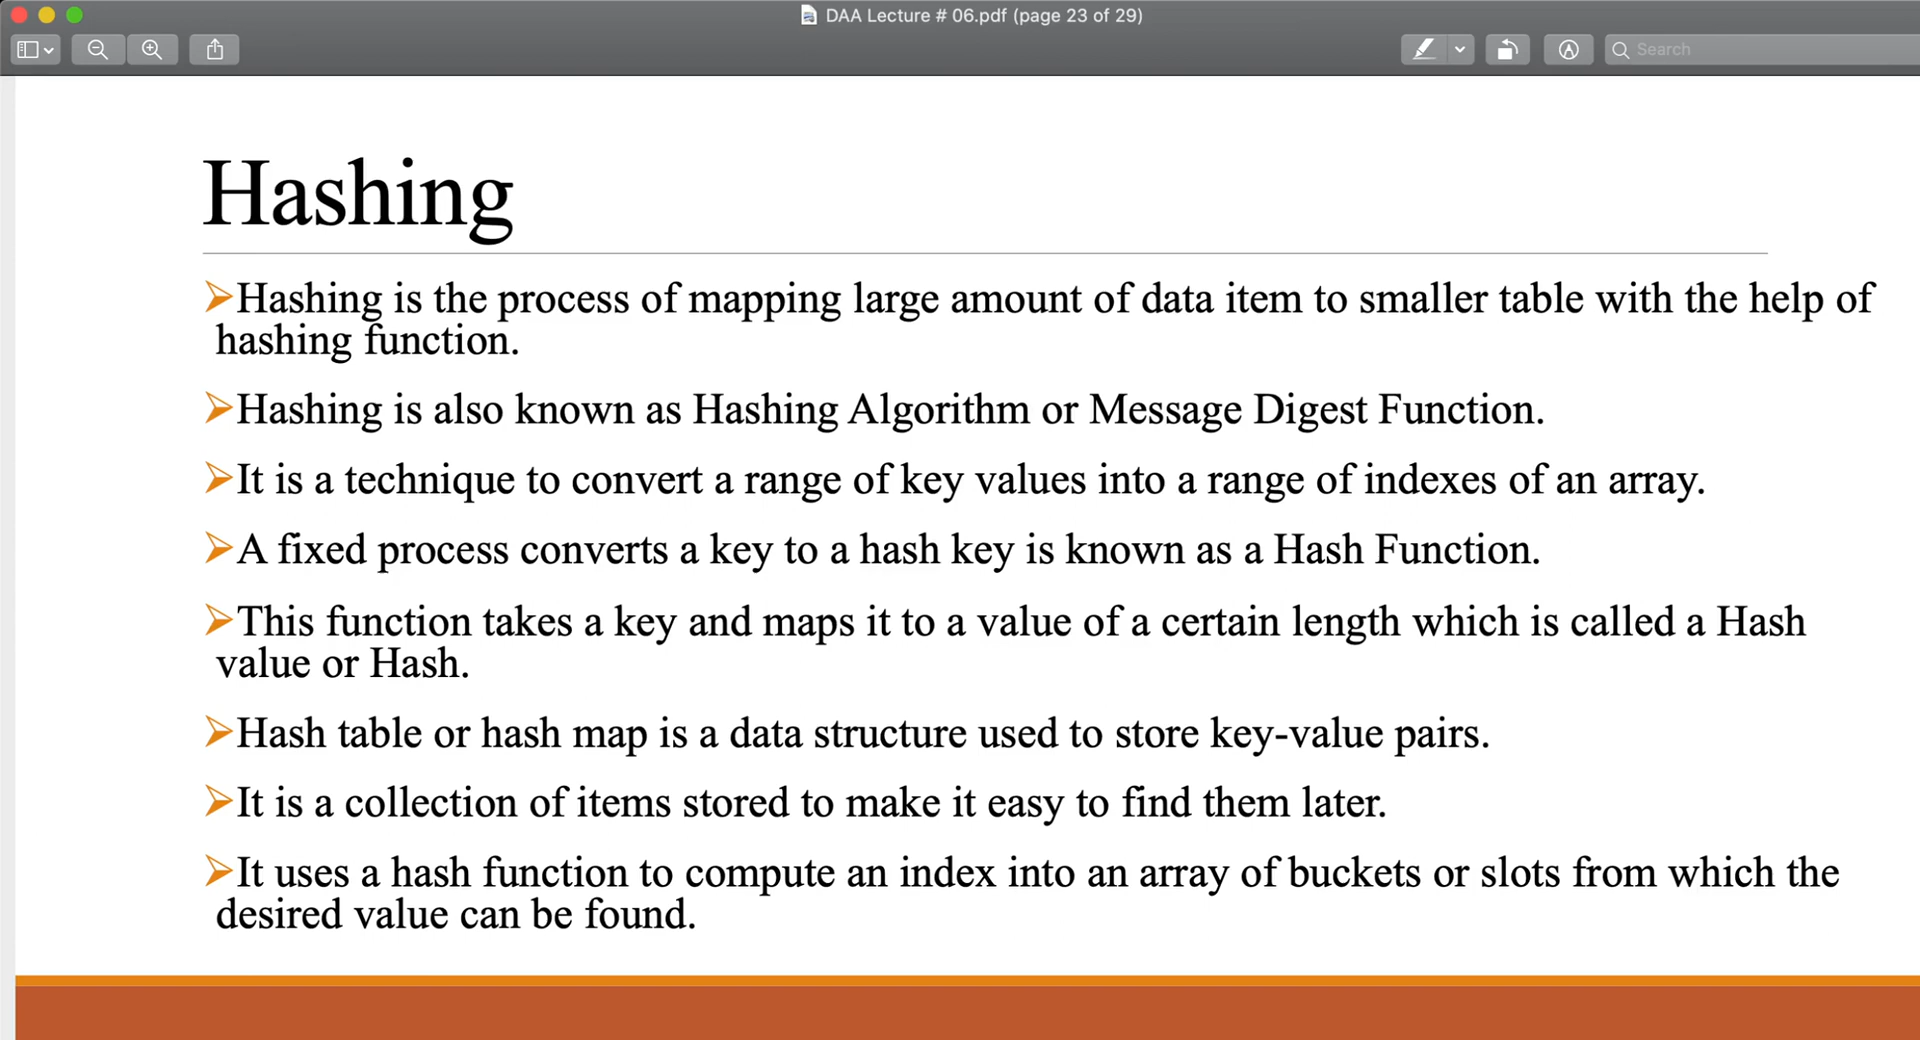 DAA Lecture # 06.pdf (page 23 of 29)
Search
Hashing
➢Hashing is the process of mapping large amount of data item to smaller table with the help of
hashing function.
➢Hashing is also known as Hashing Algorithm or Message Digest Function.
➢It is a technique to convert a range of key values into a range of indexes of an array.
➢A fixed process converts a key to a hash key is known as a Hash Function.
➢This function takes a key and maps it to a value of a certain length which is called a Hash
value or Hash.
➢Hash table or hash map is a data structure used to store key-value pairs.
➢It is a collection of items stored to make it easy to find them later.
➢It uses a hash function to compute an index into an array of buckets or slots from which the
desired value can be found.